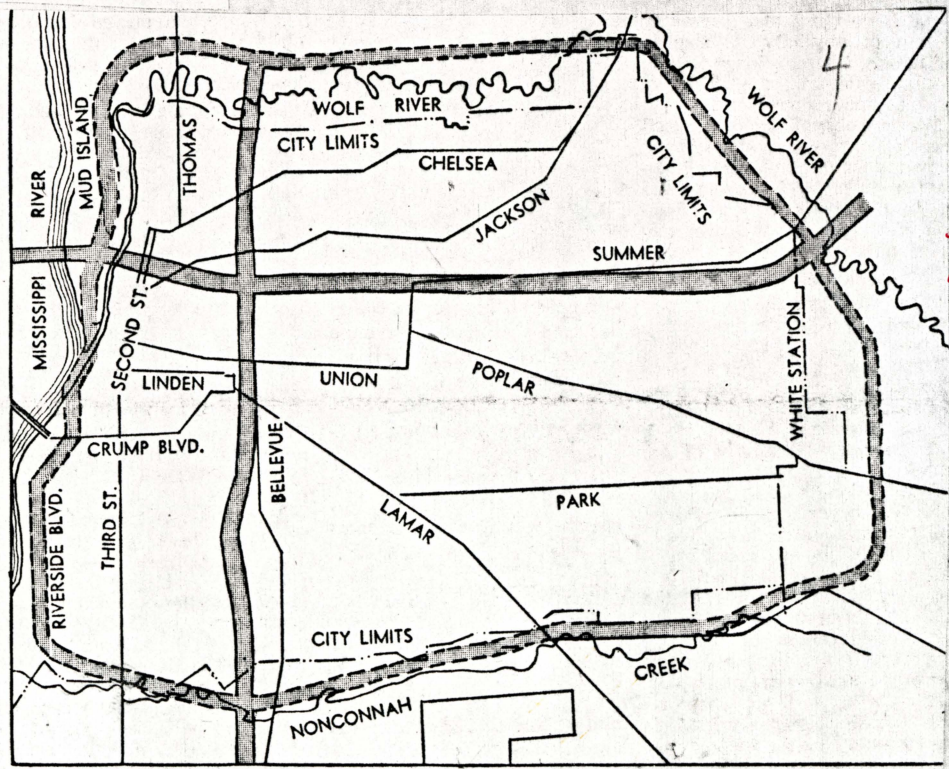 4
WOLF RIVER
CITY LIMITS
WOLF RIVER
MUD ISLAND
THOMAS
CHELSEA
CITY LIMITS
RIVER
JACKSON
SUMMER
MISSISSIPPI
SECOND ST.
LINDEN
UNION
POPLAR
WHITE STATION
CRUMP BLVD.
BELLEVUE
PARK
LAMAR
RIVERSIDE BLVD.
THIRD ST.
CITY LIMITS
CREEK
NONCONNAH